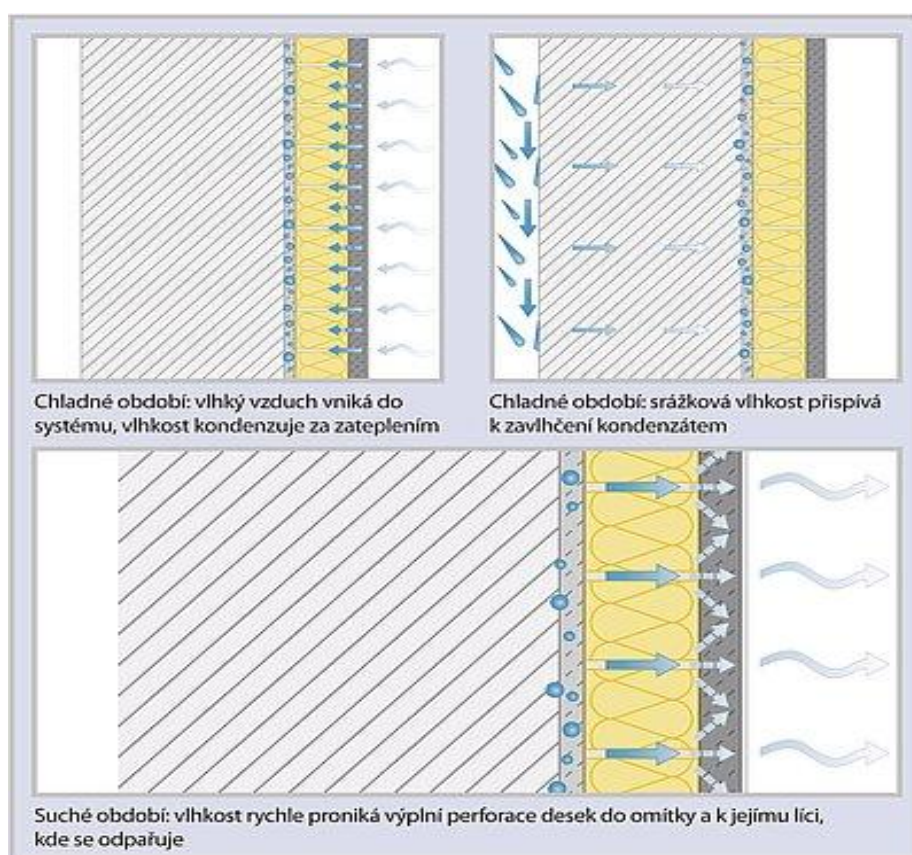 Chladné období: vlhký vzduch vniká do
systému, vlhkost kondenzuje za zateplením
Chladné období: srážková vlhkost přispívá
k zavlhčení kondenzátem
Suché období: vlhkost rychle proniká výplní perforace desek do omítky a k jejímu líci,
kde se odpařuje